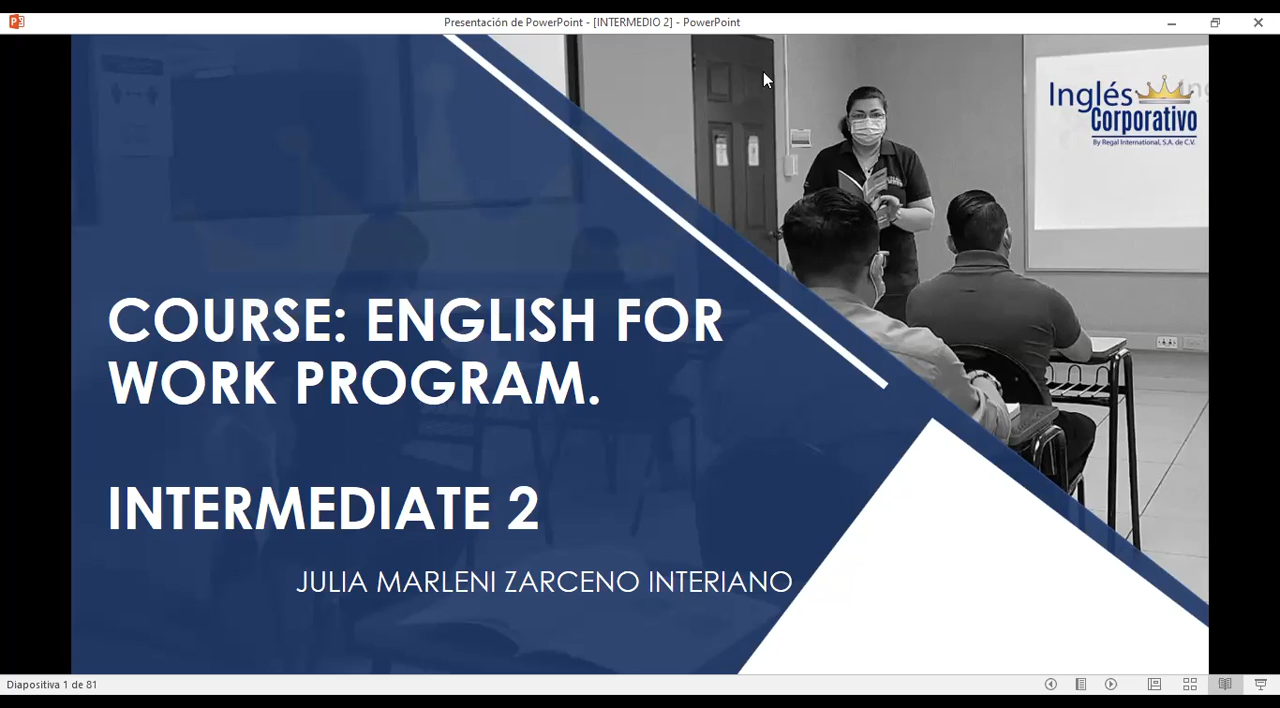 Presentación de PowerPoint - [INTERMEDIO 2] - PowerPoint
Inglés
Corporativo
By Regal International, S.A. de C.V.
COURSE: ENGLISH FOR
WORK PROGRAM.
INTERMEDIATE 2
JULIA MARLENI ZARCENO INTERIANO
Diapositiva 1 de 81